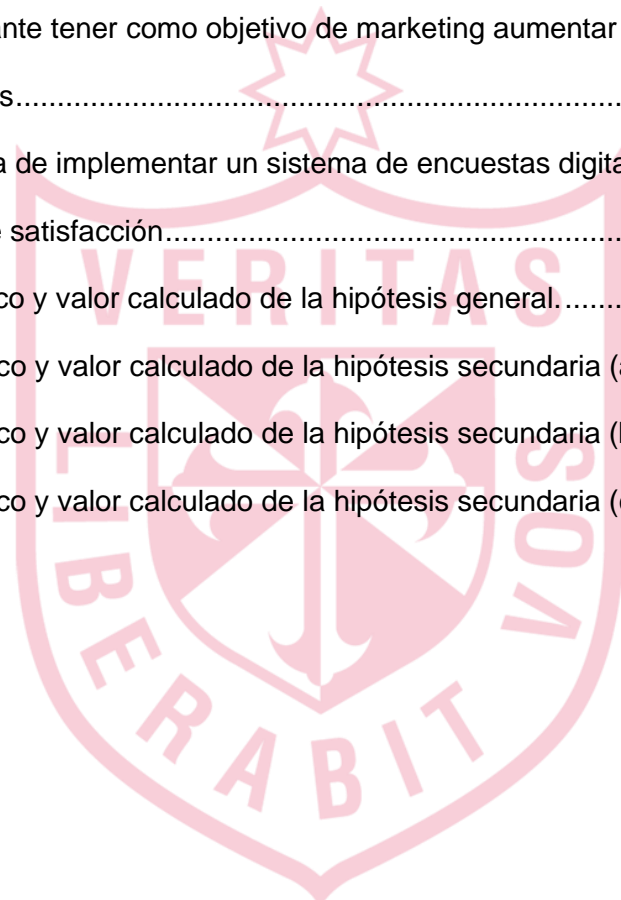 ante tener como objetivo de marketing aumentar
s.......................................................................
a de implementar un sistema de encuestas digita
e satisfacción.......................................................
co y valor calculado de la hipótesis general.........
co y valor calculado de la hipótesis secundaria (a
co y valor calculado de la hipótesis secundaria (
co y valor calculado de la hipótesis secundaria (
VERITAS
LIBERABIT
VOS